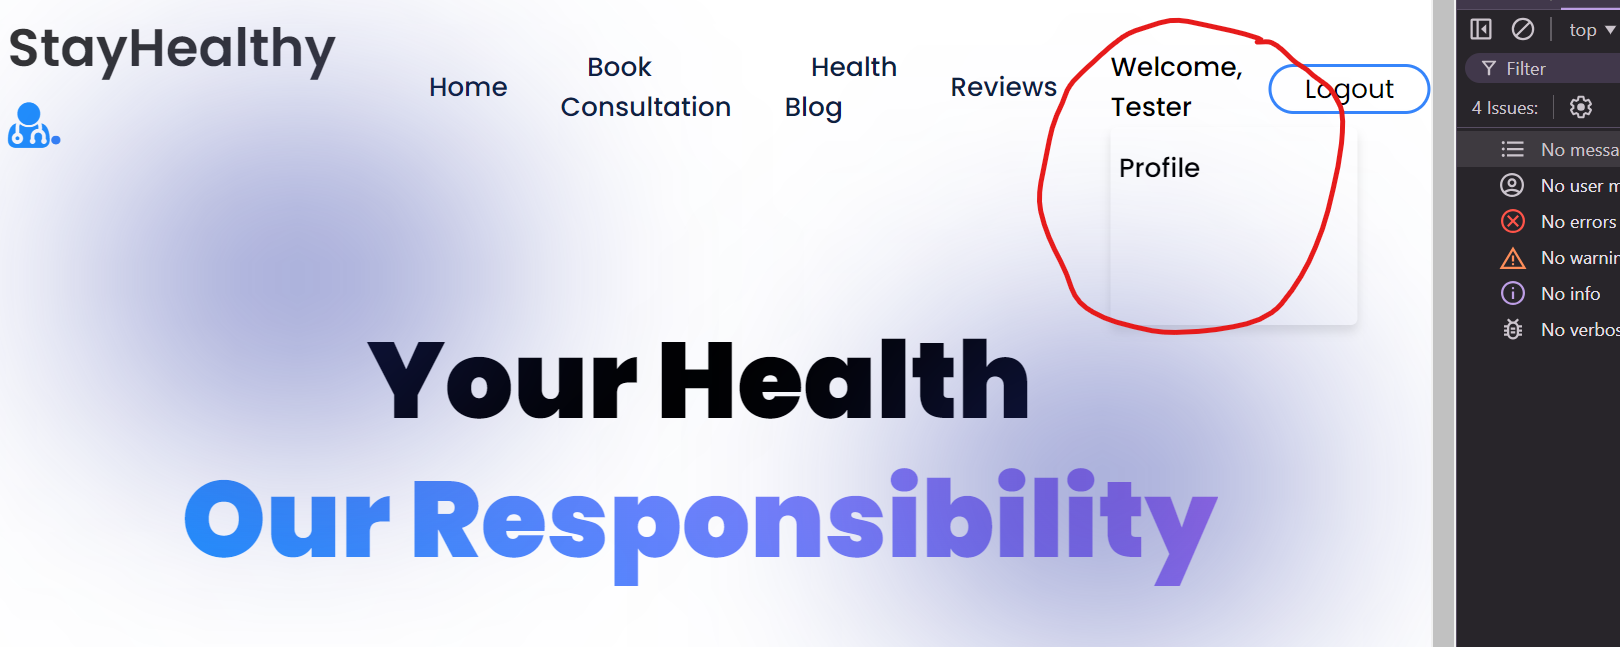 StayHealthy
Home
Book
Consultation
Health
Blog
Reviews
Welcome,
Tester
Logout
Profile
Your Health
Our Responsibility
top
Filter
4 Issues:
No messa
No user m
No errors
No warnin
No info
No verbos